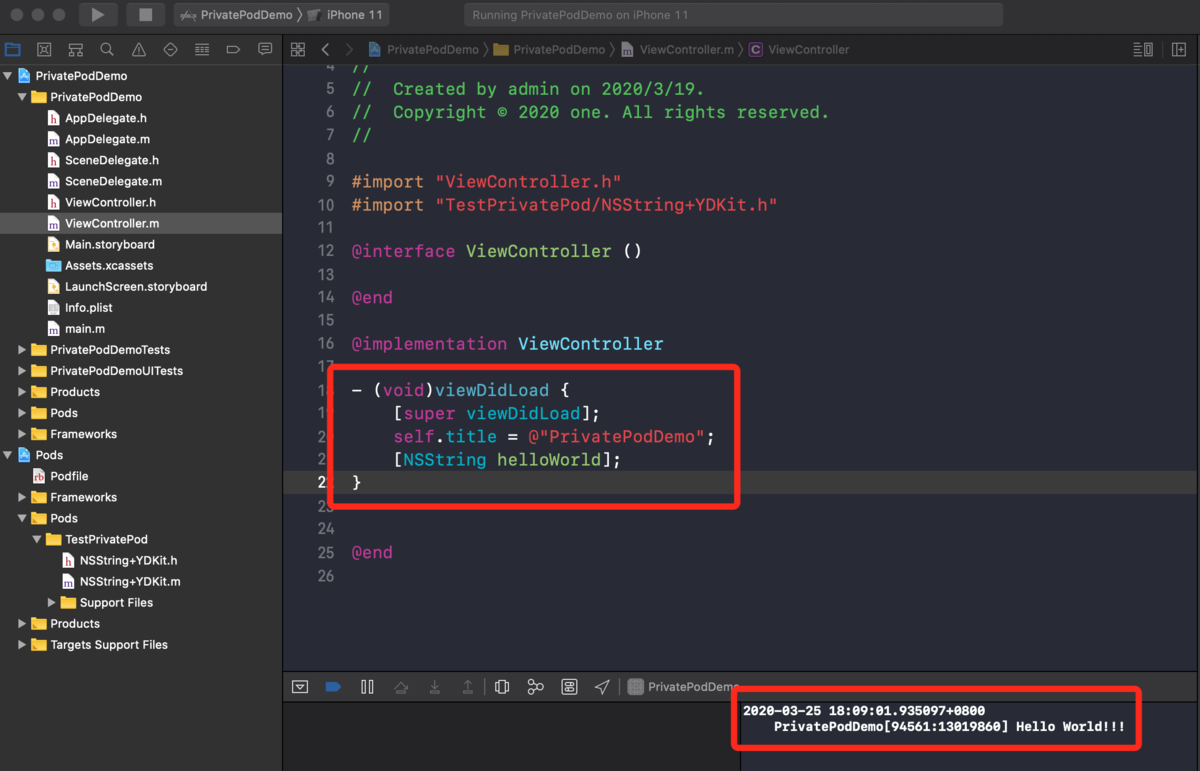 PrivatePodDemo
iPhone 11
Running PrivatePodDemo on iPhone 11
PrivatePodDemo
PrivatePodDemo
ViewController.m
C
ViewController
PrivatePodDemo
PrivatePodDemo
h AppDelegate.h
m AppDelegate.m
h SceneDelegate.h
m SceneDelegate.m
h ViewController.h
m ViewController.m
Main.storyboard
Assets.xcassets
LaunchScreen.storyboard
Info.plist
m main.m
PrivatePodDemoTests
PrivatePodDemoUITests
Products
Pods
Frameworks
Pods
rb Podfile
Frameworks
Pods
TestPrivatePod
h NSString+YDKit.h
m NSString+YDKit.m
Support Files
Products
Targets Support Files
4 //
5 // Created by admin on 2020/3/19.
6 // Copyright © 2020 one. All rights reserved.
7 //
8
9 #import "ViewController.h"
10 #import "TestPrivatePod/NSString+YDKit.h"
11
12 @interface ViewController ()
13
14 @end
15
16 @implementation ViewController
17
18 - (void)viewDidLoad {
19 [super viewDidLoad];
20 self.title = @"PrivatePodDemo";
21 [NSString helloWorld];
22 }
23
24
25 @end
26
PrivatePodDemo
2020-03-25 18:09:01.935097+0800
PrivatePodDemo[94561:13019860] Hello World!!!